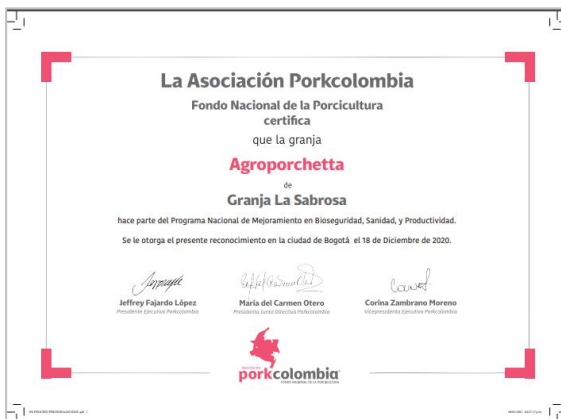 La Asociación Porkcolombia
Fondo Nacional de la Porcicultura
certifica
que la granja
Agroporchetta
de
Granja La Sabrosa
hace parte del Programa Nacional de Mejoramiento en Bioseguridad, Sanidad, y Productividad.
Se le otorga el presente reconocimiento en la ciudad de Bogotá el 18 de Diciembre de 2020.
Jeffrey Fajardo López
Presidente Ejecutivo Porkcolombia
María del Carmen Otero
Presidenta Junta Directiva Porkcolombia
Corina Zambrano Moreno
Vicepresidenta Ejecutiva Porkcolombia
asociación
porkcolombia
FONDO NACIONAL DE LA PORCICULTURA